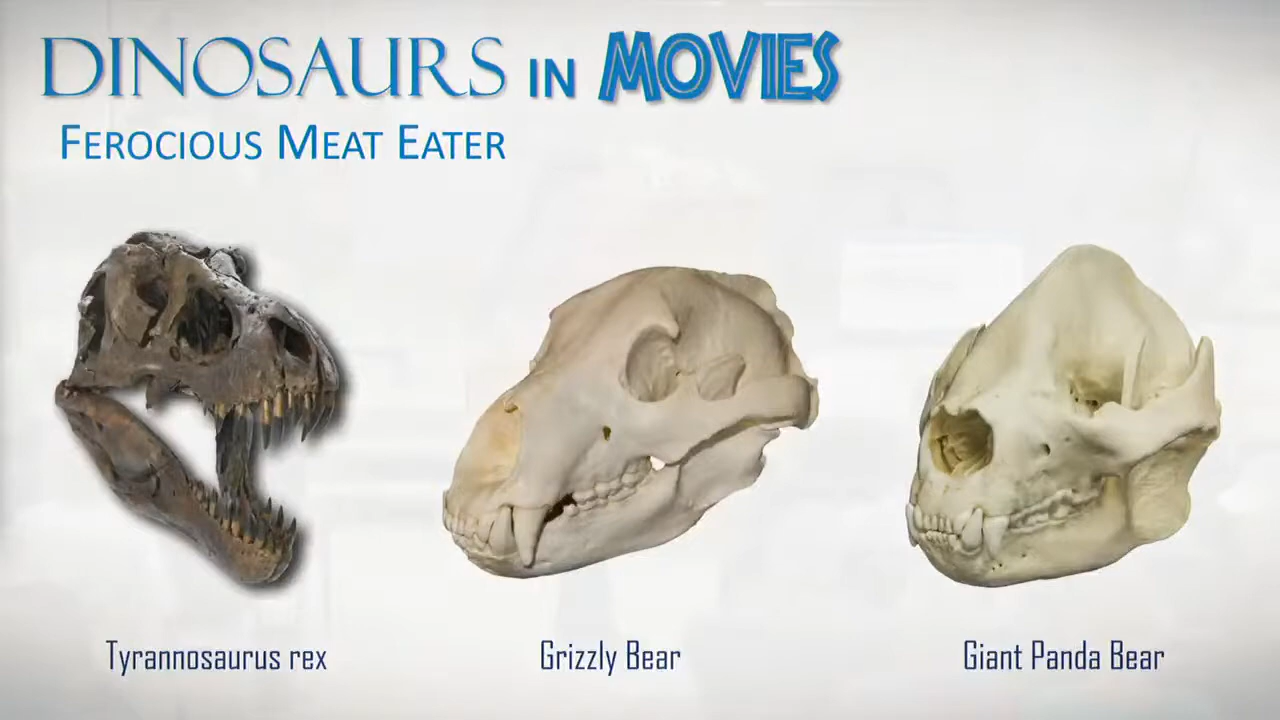 DINOSAURS IN MOVIES
FEROCIOUS MEAT EATER
Tyrannosaurus rex
Grizzly Bear
Giant Panda Bear